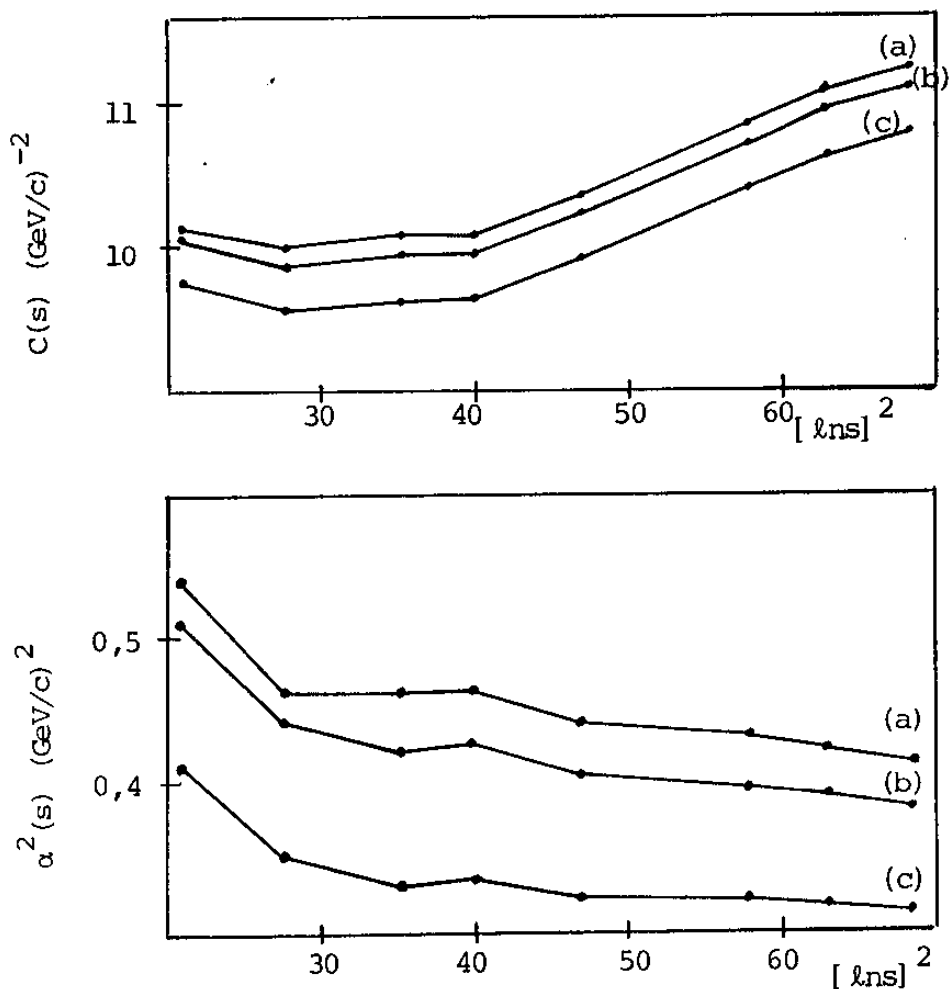 C(s) (GeV/c)⁻²
11
10
(a)
(b)
(c)
30 40 50 60
[ ℓns]²
α²(s) (GeV/c)²
0,5
0,4
(a)
(b)
(c)
30 40 50 60
[ ℓns]²